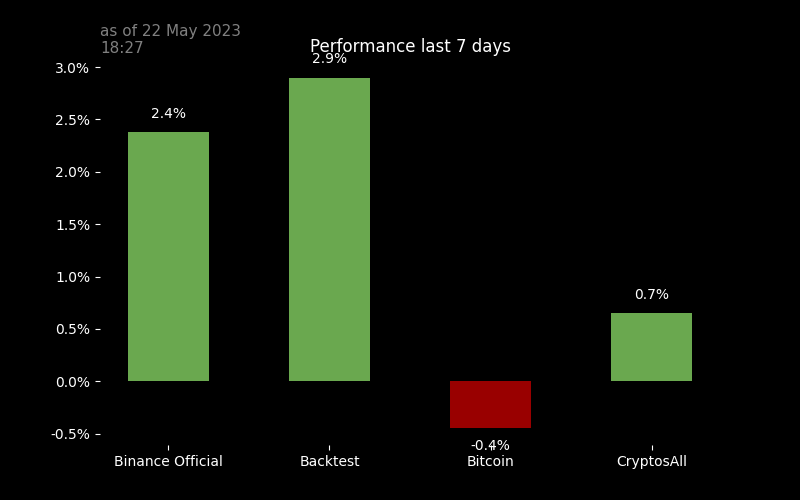 as of 22 May 2023
18:27
Performance last 7 days
3.0%
2.5%
2.0%
1.5%
1.0%
0.5%
0.0%
-0.5%
2.4%
2.9%
-0.4%
0.7%
Binance Official
Backtest
Bitcoin
CryptosAll